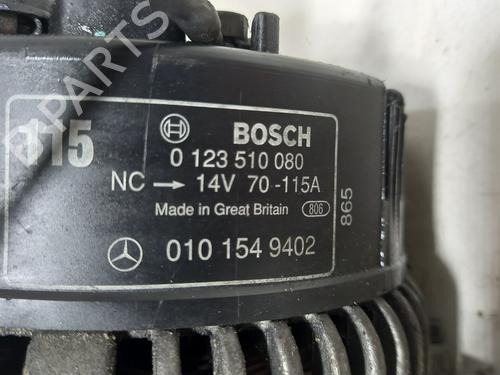 B-PARTS
115
BOSCH
0 123 510 080
NC → 14V 70-115A
Made in Great Britain 806
865
010 154 9402